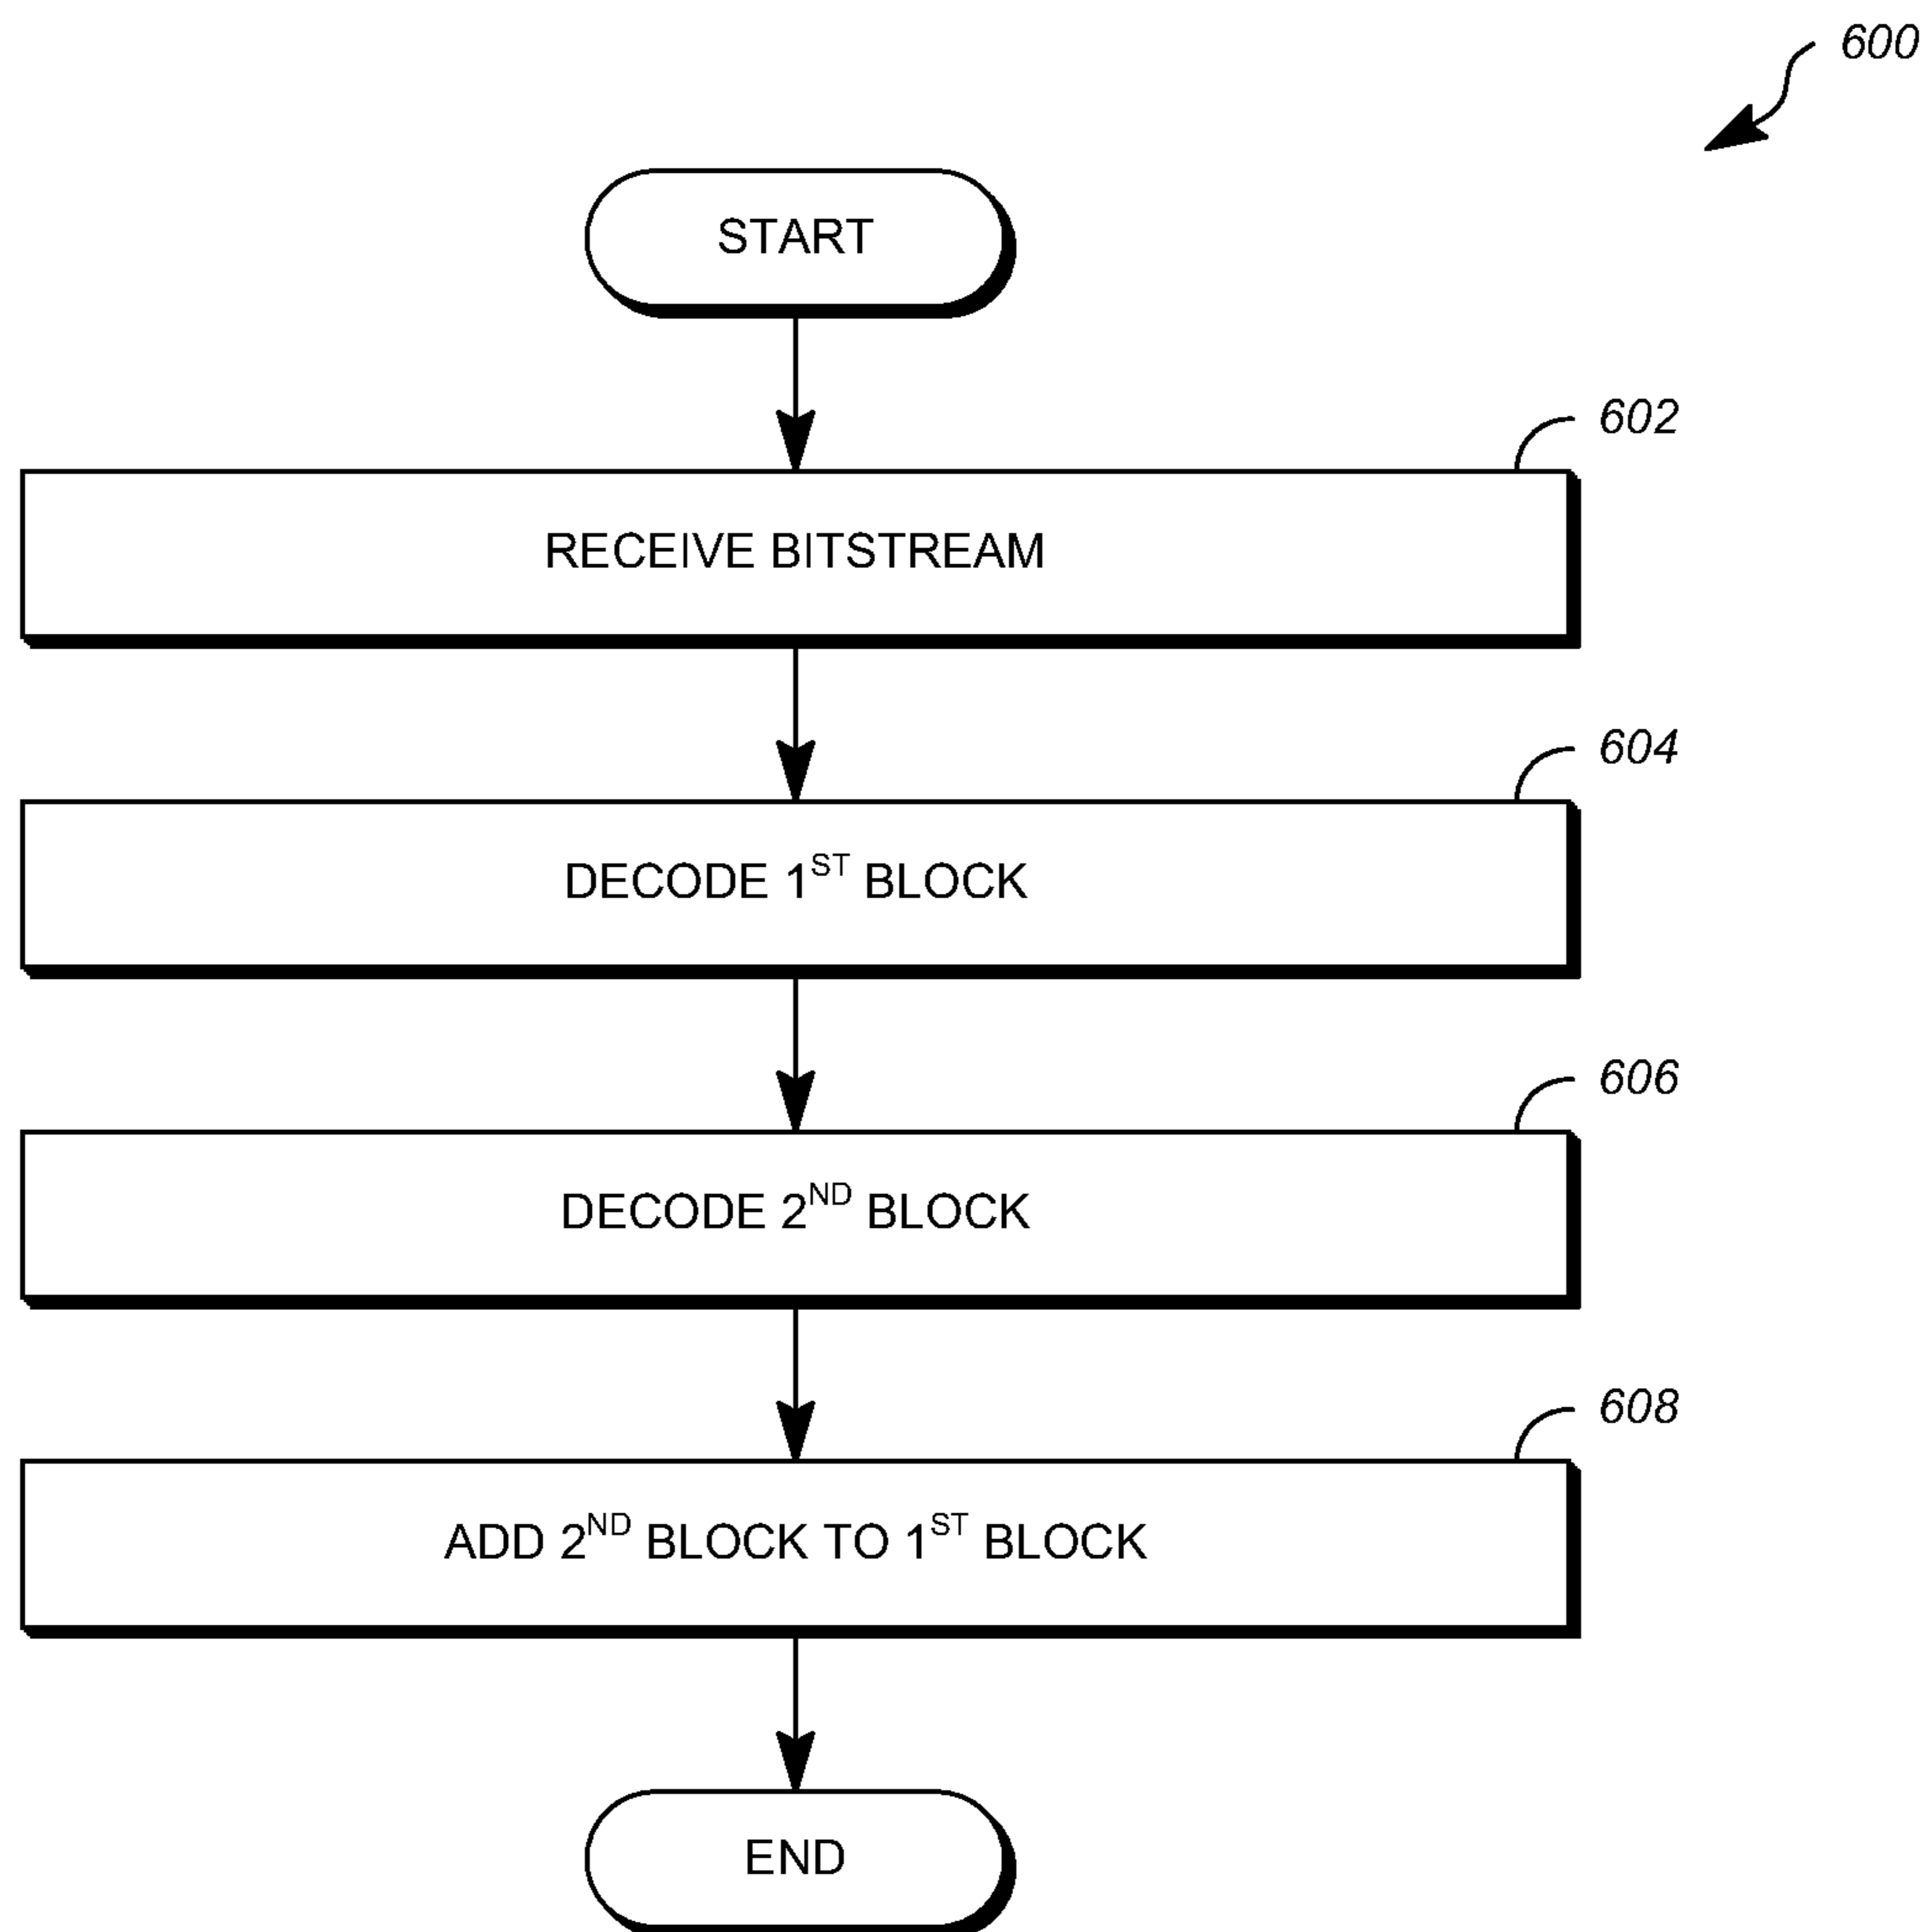 600
START
602
RECEIVE BITSTREAM
604
DECODE 1ST BLOCK
606
DECODE 2ND BLOCK
608
ADD 2ND BLOCK TO 1ST BLOCK
END